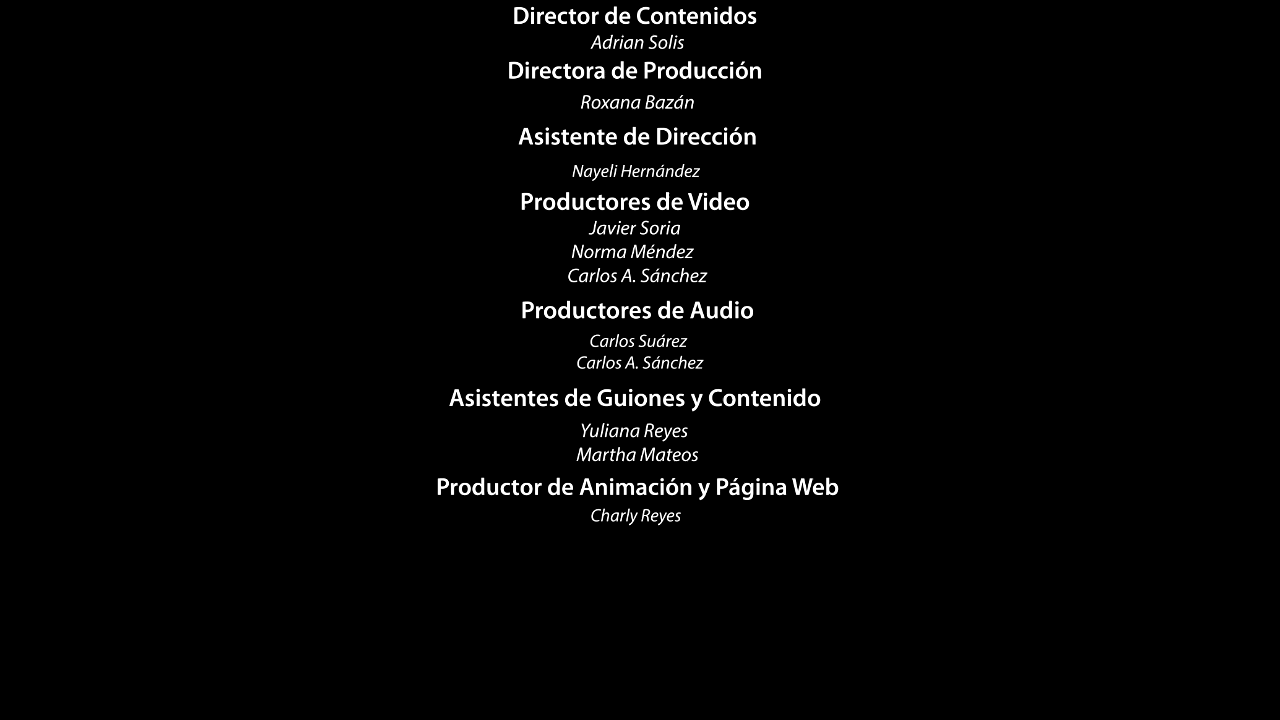 Director de Contenidos
Adrian Solis
Directora de Producción
Roxana Bazán
Asistente de Dirección
Nayeli Hernández
Productores de Video
Javier Soria
Norma Méndez
Carlos A. Sánchez
Productores de Audio
Carlos Suárez
Carlos A. Sánchez
Asistentes de Guiones y Contenido
Yuliana Reyes
Martha Mateos
Productor de Animación y Página Web
Charly Reyes